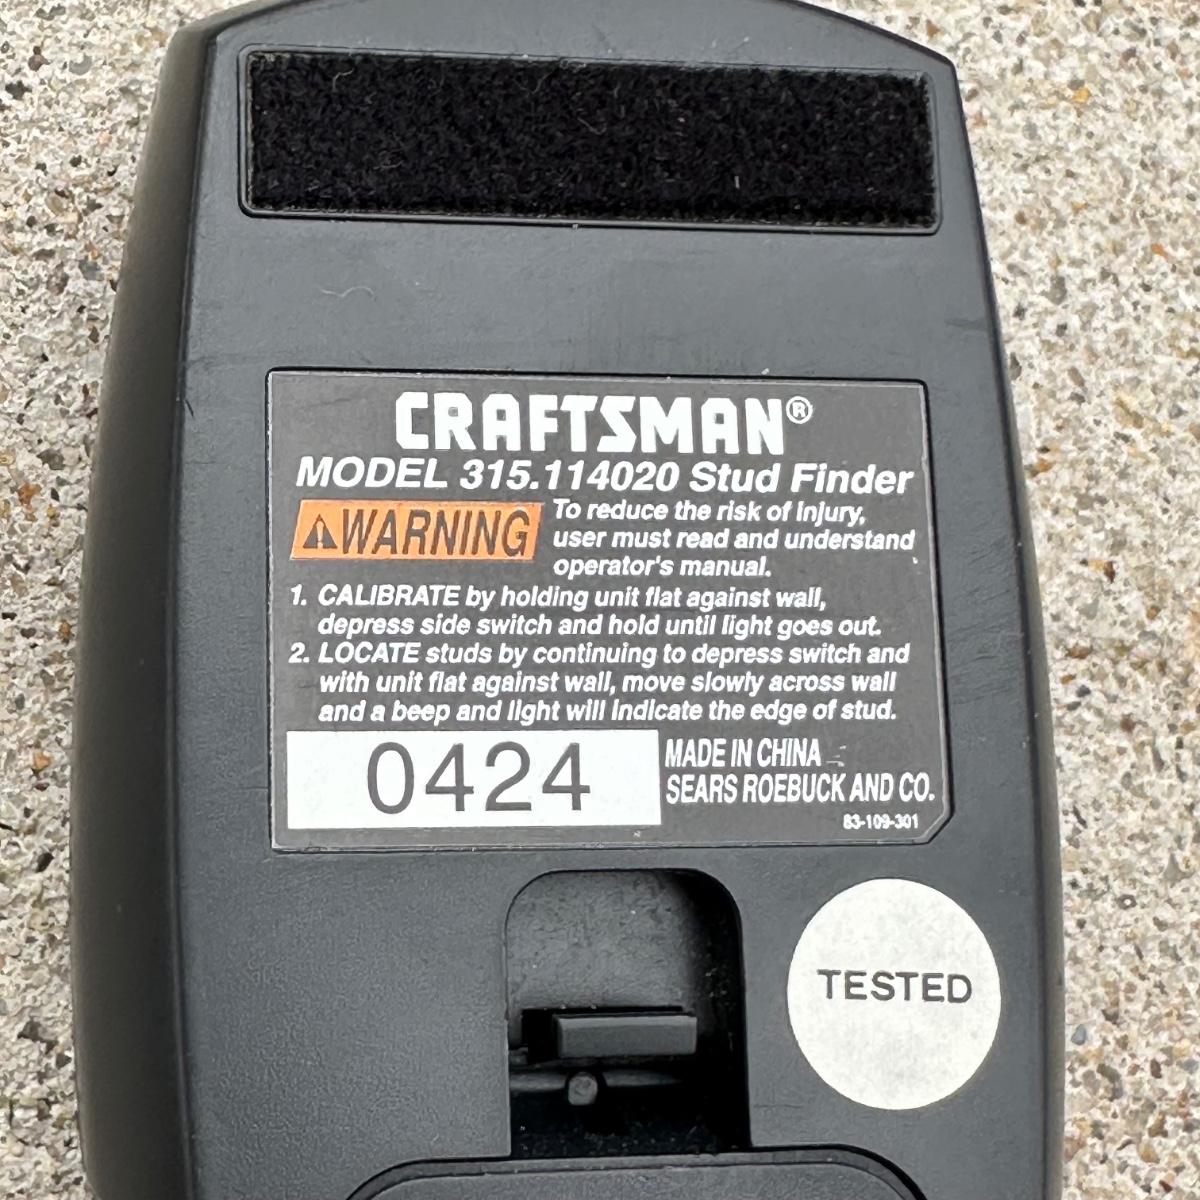 CRAFTSMAN®
MODEL 315.114020 Stud Finder
⚠WARNING
To reduce the risk of injury,
user must read and understand
operator's manual.
1. CALIBRATE by holding unit flat against wall,
depress side switch and hold until light goes out.
2. LOCATE studs by continuing to depress switch and
with unit flat against wall, move slowly across wall
and a beep and light will indicate the edge of stud.
0424
MADE IN CHINA
SEARS ROEBUCK AND CO.
83-109-301
TESTED